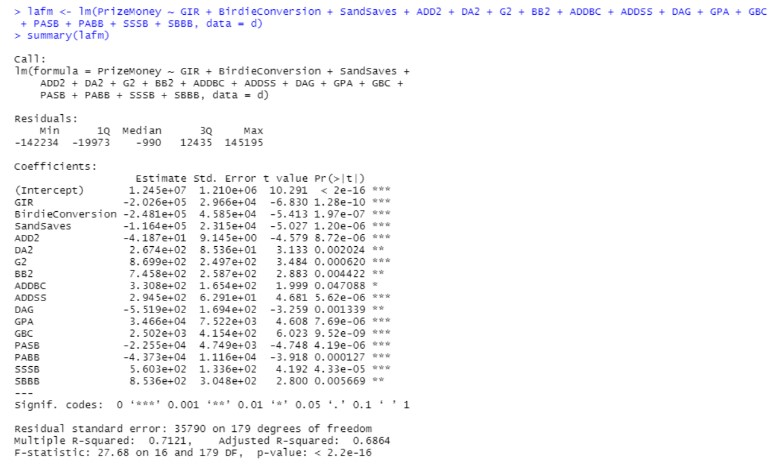 > lafm <- lm(PrizeMoney ~ GIR + BirdieConversion + SandSaves + ADD2 + DA2 + G2 + BB2 + ADDBC + ADDSS + DAG + GPA + GBC
+ PASB + PABB + SSSB + SBBB, data = d)
> summary(lafm)
Call:
lm(formula = PrizeMoney ~ GIR + BirdieConversion + SandSaves +
ADD2 + DA2 + G2 + BB2 + ADDBC + ADDSS + DAG + GPA + GBC +
PASB + PABB + SSSB + SBBB, data = d)
Residuals:
Min 1Q Median 3Q Max
-142234 -19973 -990 12435 145195
Coefficients:
Estimate Std. Error t value Pr(>|t|)
(Intercept) 1.245e+07 1.210e+06 10.291 < 2e-16 ***
GIR -2.026e+05 2.966e+04 -6.830 1.28e-10 ***
BirdieConversion -2.481e+05 4.585e+04 -5.413 1.97e-07 ***
SandSaves -1.164e+05 2.315e+04 -5.027 1.20e-06 ***
ADD2 -4.187e+01 9.145e+00 -4.579 8.72e-06 ***
DA2 2.674e+02 8.536e+01 3.133 0.002024 **
G2 8.699e+02 2.497e+02 3.484 0.000620 ***
BB2 7.458e+02 2.587e+02 2.883 0.004422 **
ADDBC 3.308e+02 1.654e+02 1.999 0.047088 *
ADDSS 2.945e+02 6.291e+01 4.681 5.62e-06 ***
DAG -5.519e+02 1.694e+02 -3.259 0.001339 **
GPA 3.466e+04 7.522e+03 4.608 7.69e-06 ***
GBC 2.502e+03 4.154e+02 6.023 9.52e-09 ***
PASB -2.255e+04 4.749e+03 -4.748 4.19e-06 ***
PABB -4.373e+04 1.116e+04 -3.918 0.000127 ***
SSSB 5.603e+02 1.336e+02 4.192 4.33e-05 ***
SBBB 8.536e+02 3.048e+02 2.800 0.005669 **
---
Signif. codes: 0 ‘***’ 0.001 ‘**’ 0.01 ‘*’ 0.05 ‘.’ 0.1 ‘ ’ 1
Residual standard error: 35790 on 179 degrees of freedom
Multiple R-squared: 0.7121, Adjusted R-squared: 0.6864
F-statistic: 27.68 on 16 and 179 DF, p-value: < 2.2e-16